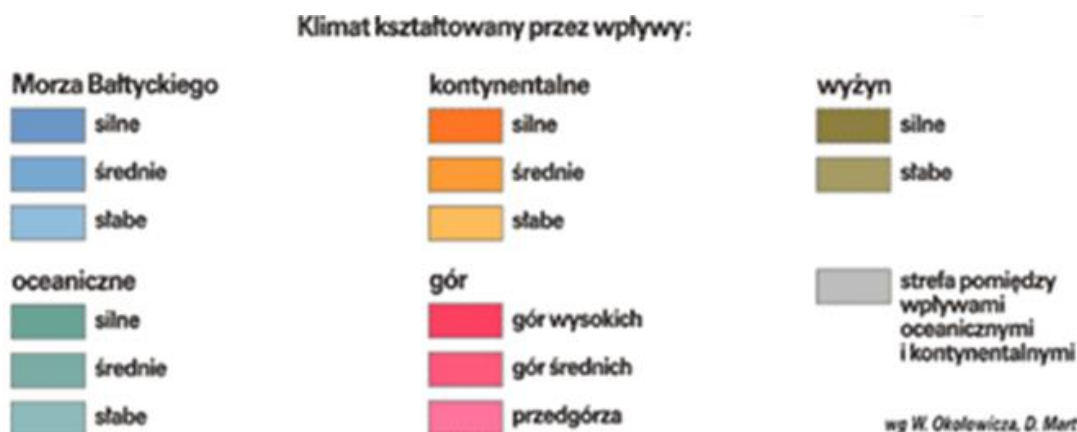 Klimat kształtowany przez wpływy:
Morza Bałtyckiego
silne
średnie
słabe
oceaniczne
silne
średnie
słabe
kontynentalne
silne
średnie
słabe
gór
gór wysokich
gór średnich
przedgórza
wyżyn
silne
słabe
strefa pomiędzy
wpływami
oceanicznymi
i kontynentalnymi
wg W. Okołowicza, D. Mart